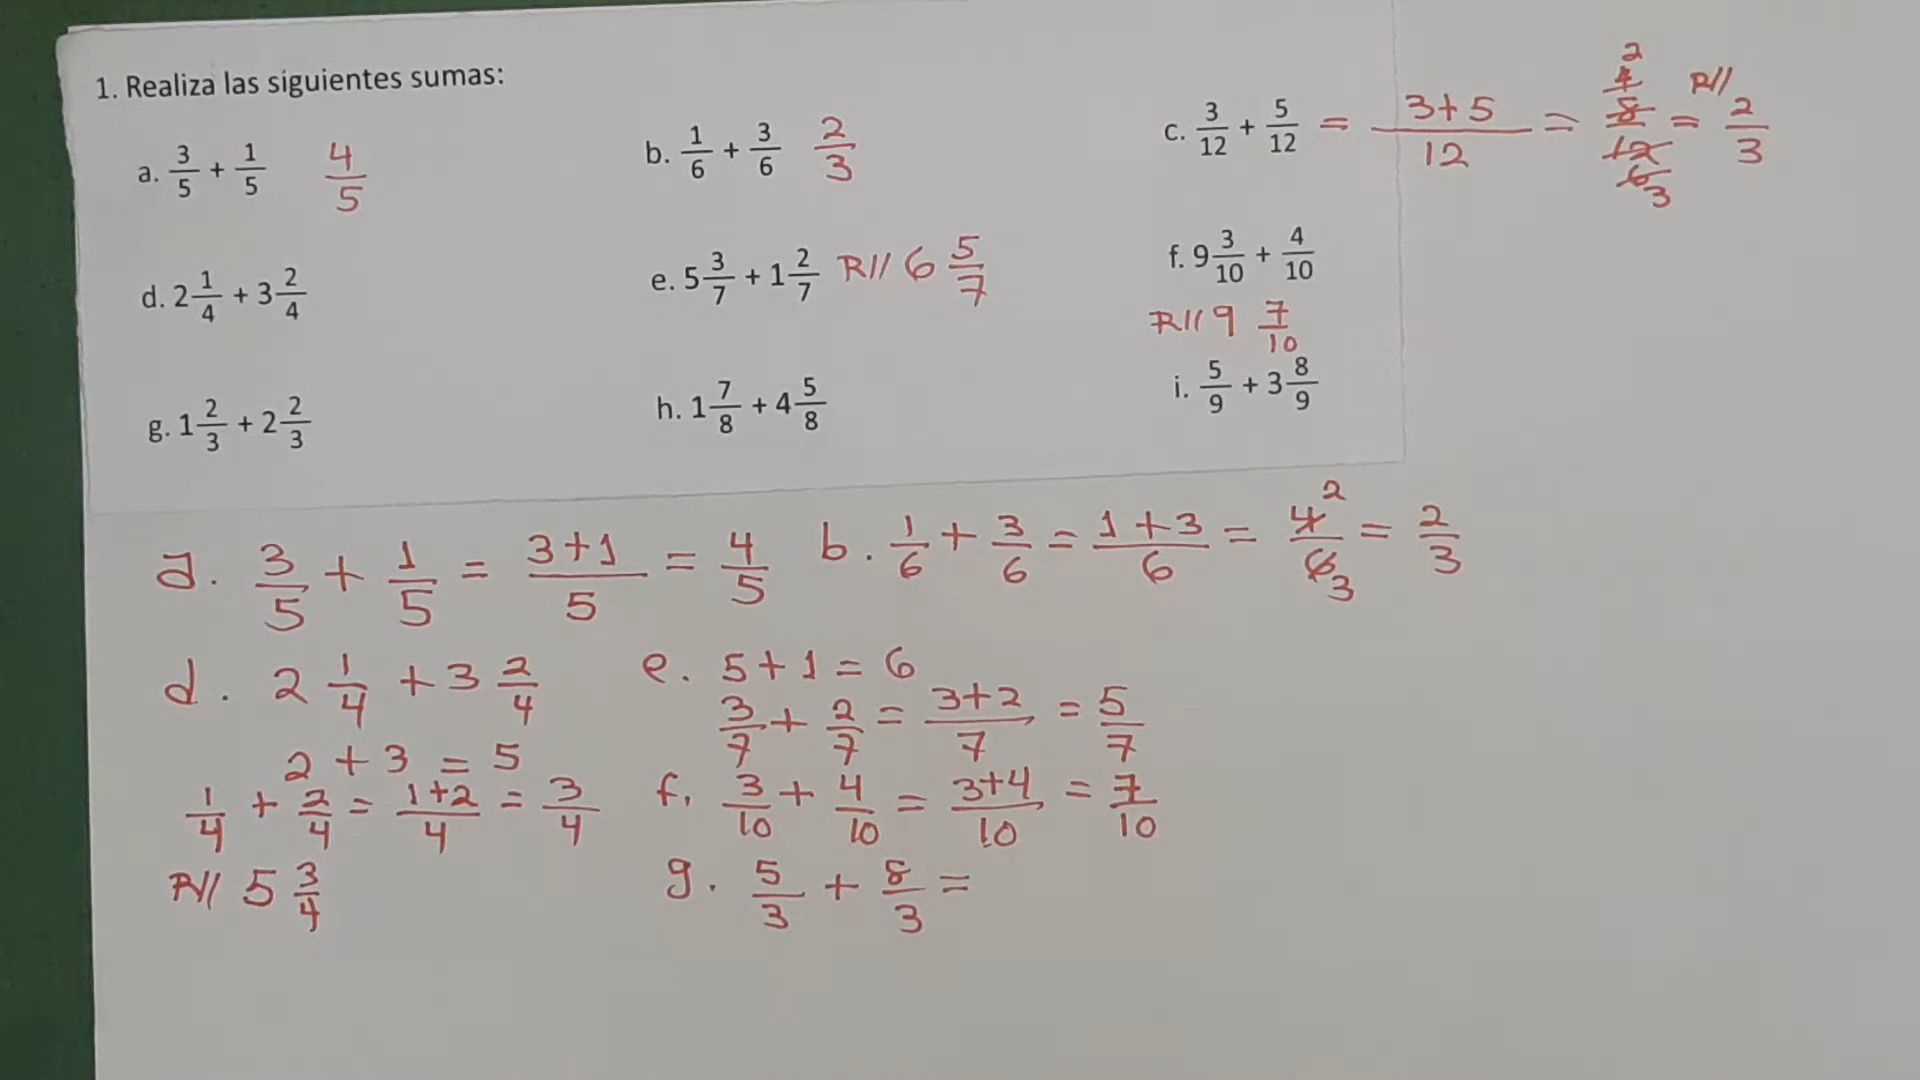 1. Realiza las siguientes sumas:
a. 3/5 + 1/5 4/5
b. 1/6 + 3/6 2/3
c. 3/12 + 5/12 = 3+5/12 = 2 4 8/12 6 3 = R// 2/3
d. 2 1/4 + 3 2/4
e. 5 3/7 + 1 2/7 R// 6 5/7
f. 9 3/10 + 4/10
R// 9 7/10
g. 1 2/3 + 2 2/3
h. 1 7/8 + 4 5/8
i. 5/9 + 3 8/9
a. 3/5 + 1/5 = 3+1/5 = 4/5
b. 1/6 + 3/6 = 1+3/6 = 4 2/6 3 = 2/3
d. 2 1/4 + 3 2/4
2 + 3 = 5
1/4 + 2/4 = 1+2/4 = 3/4
R// 5 3/4
e. 5+1 = 6
3/7 + 2/7 = 3+2/7 = 5/7
f. 3/10 + 4/10 = 3+4/10 = 7/10
g. 5/3 + 8/3 =